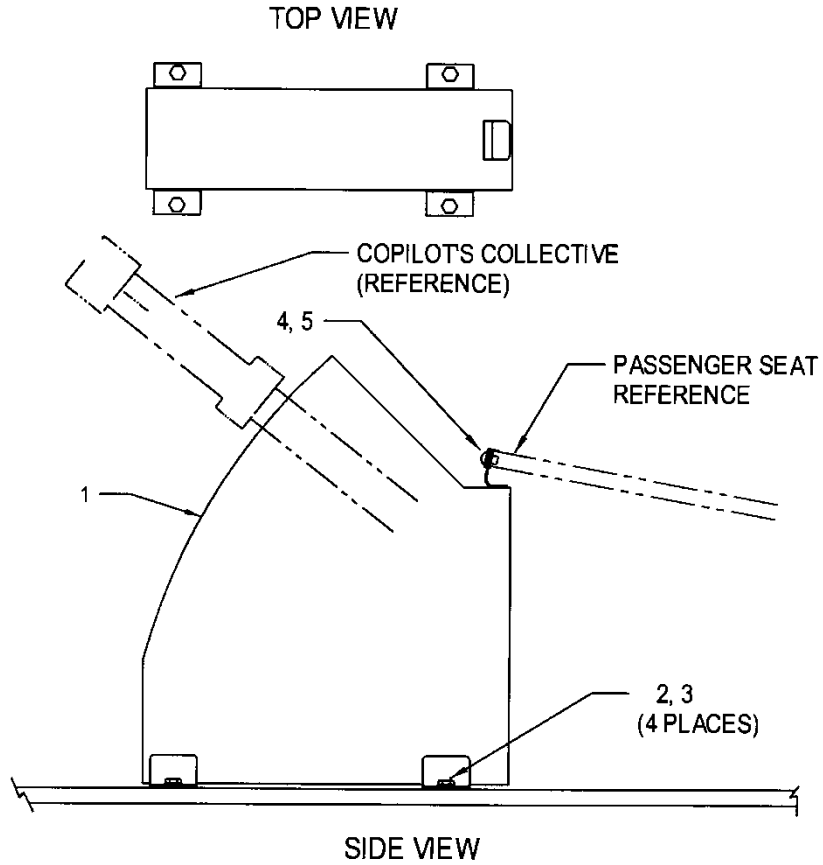 TOP VIEW
COPILOT'S COLLECTIVE
(REFERENCE)
4, 5
PASSENGER SEAT
REFERENCE
1
2, 3
(4 PLACES)
SIDE VIEW